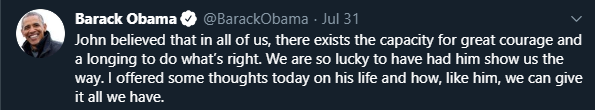 Barack Obama @BarackObama · Jul 31
John believed that in all of us, there exists the capacity for great courage and
a longing to do what's right. We are so lucky to have had him show us the
way. I offered some thoughts today on his life and how, like him, we can give
it all we have.